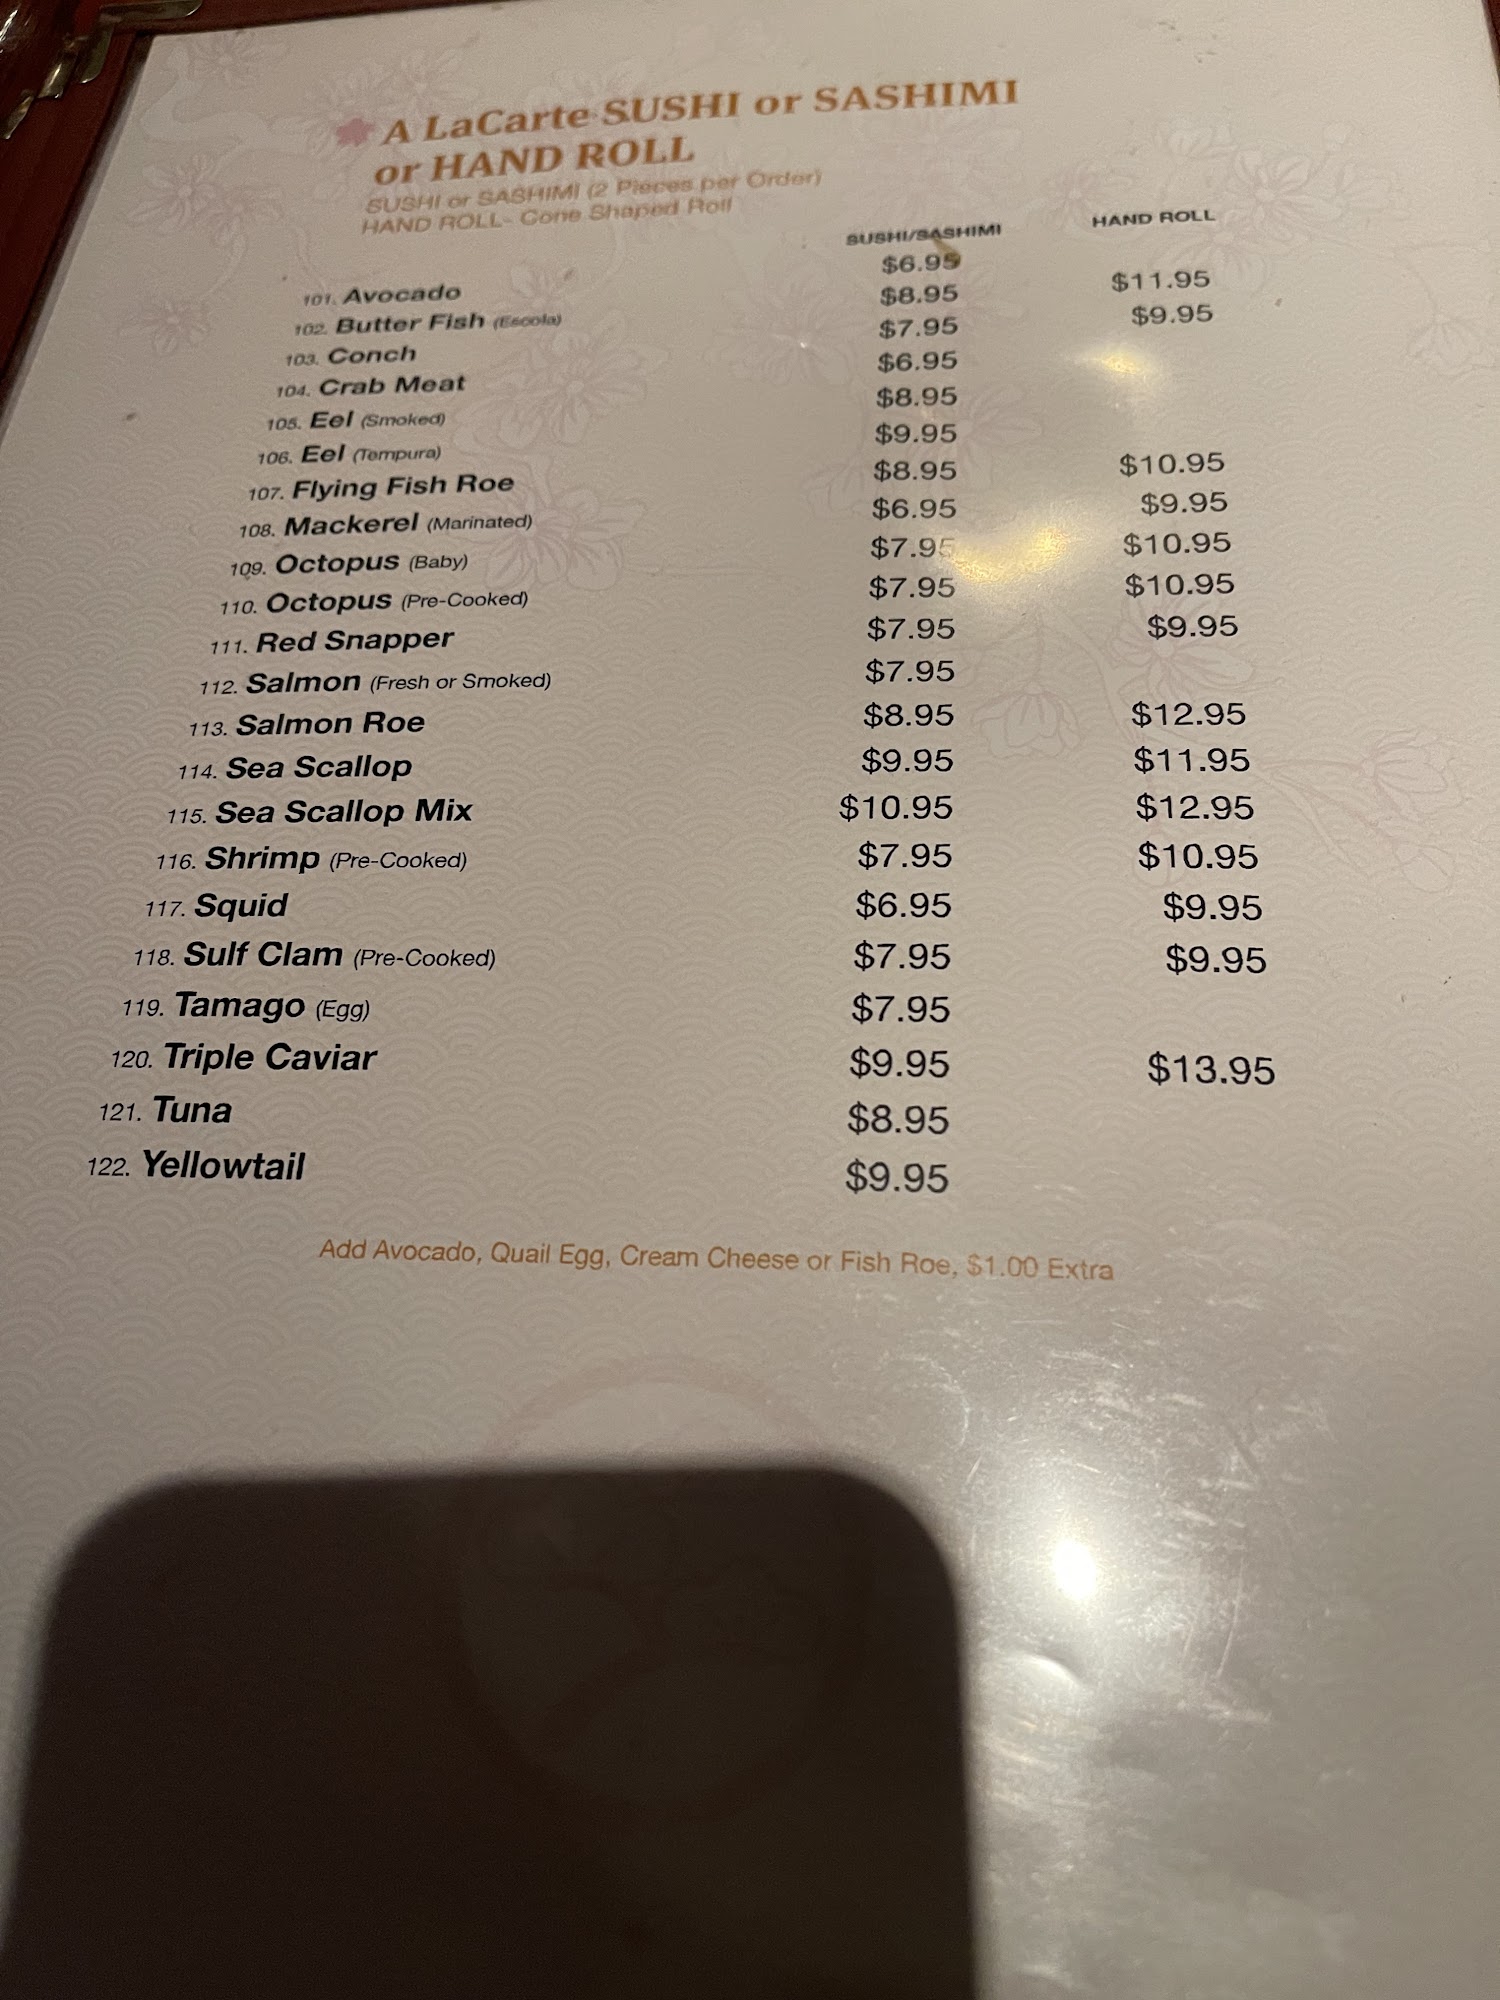 A LaCarte SUSHI or SASHIMI
or HAND ROLL
SUSHI or SASHIMI (2 Pieces per Order)
HAND ROLL- Cone Shaped Roll
SUSHI/SASHIMI HAND ROLL
101. Avocado $6.95
102. Butter Fish (Escola) $8.95 $11.95
103. Conch $7.95 $9.95
104. Crab Meat $6.95
105. Eel (Smoked) $8.95
106. Eel (Tempura) $9.95
107. Flying Fish Roe $8.95 $10.95
108. Mackerel (Marinated) $6.95 $9.95
109. Octopus (Baby) $7.95 $10.95
110. Octopus (Pre-Cooked) $7.95 $10.95
111. Red Snapper $7.95 $9.95
112. Salmon (Fresh or Smoked) $7.95
113. Salmon Roe $8.95 $12.95
114. Sea Scallop $9.95 $11.95
115. Sea Scallop Mix $10.95 $12.95
116. Shrimp (Pre-Cooked) $7.95 $10.95
117. Squid $6.95 $9.95
118. Sulf Clam (Pre-Cooked) $7.95 $9.95
119. Tamago (Egg) $7.95
120. Triple Caviar $9.95 $13.95
121. Tuna $8.95
122. Yellowtail $9.95
Add Avocado, Quail Egg, Cream Cheese or Fish Roe, $1.00 Extra